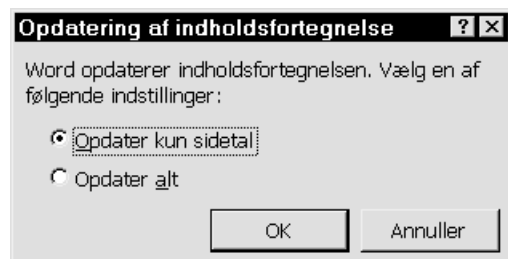 Opdatering af indholdsfortegnelse
Word opdaterer indholdsfortegnelsen. Vælg en af
følgende indstillinger:
Opdater kun sidetal
Opdater alt
OK
Annuller